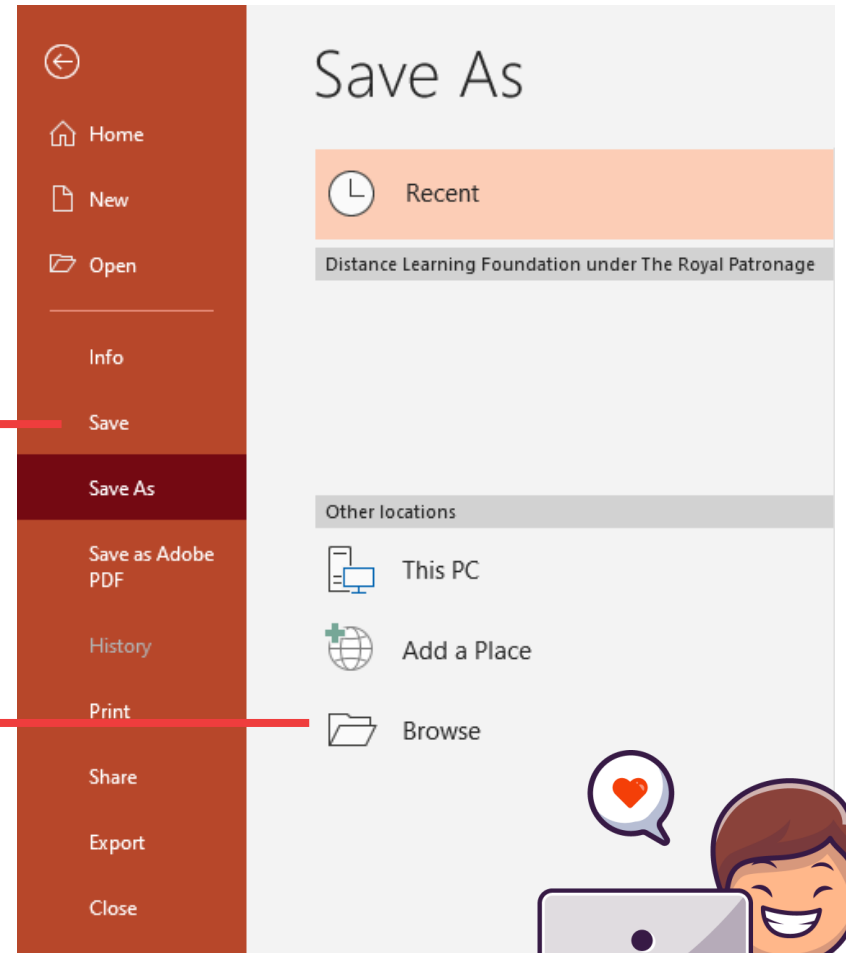 Home
New
Open
Info
Save
Save As
Save as Adobe
PDF
History
Print
Share
Export
Close
Save As
Recent
Distance Learning Foundation under The Royal Patronage
Other locations
This PC
Add a Place
Browse